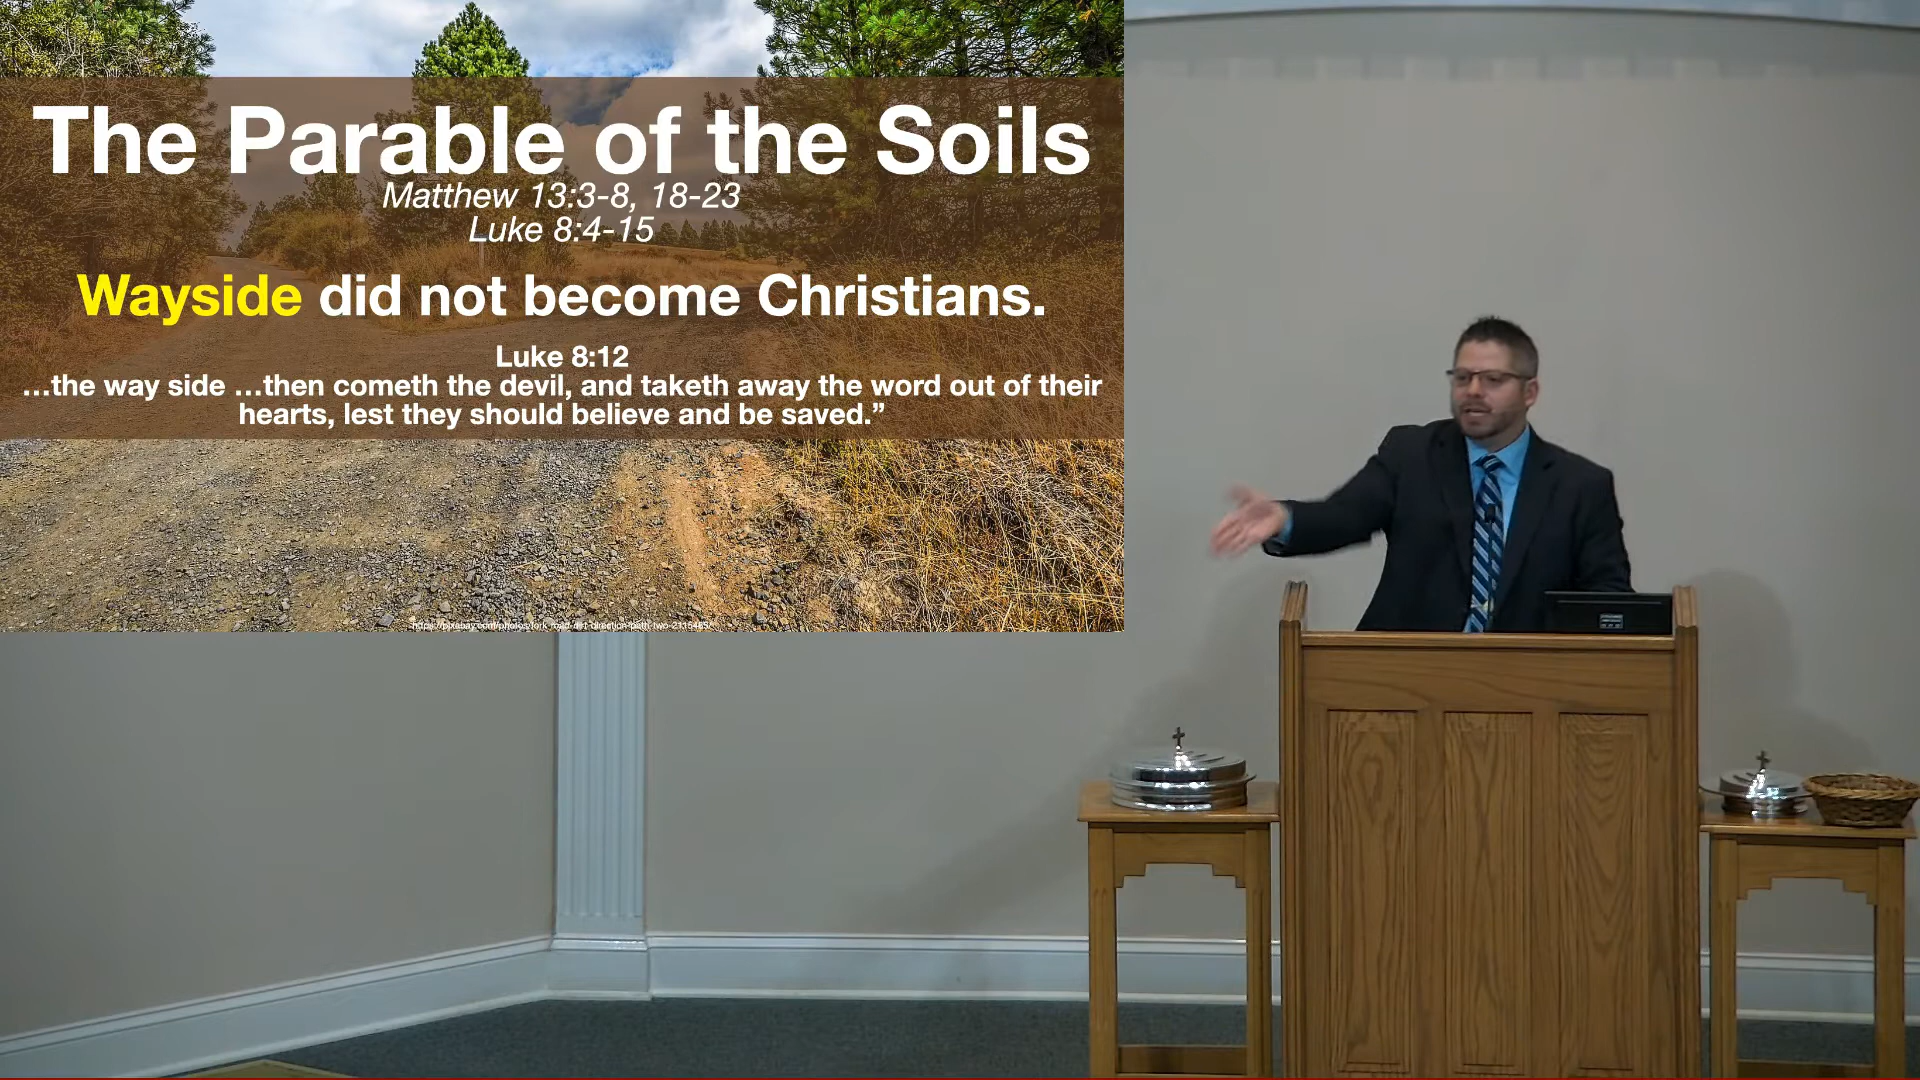 The Parable of the Soils
Matthew 13:3-8, 18-23
Luke 8:4-15
Wayside did not become Christians.
Luke 8:12
…the way side …then cometh the devil, and taketh away the word out of their
hearts, lest they should believe and be saved.”